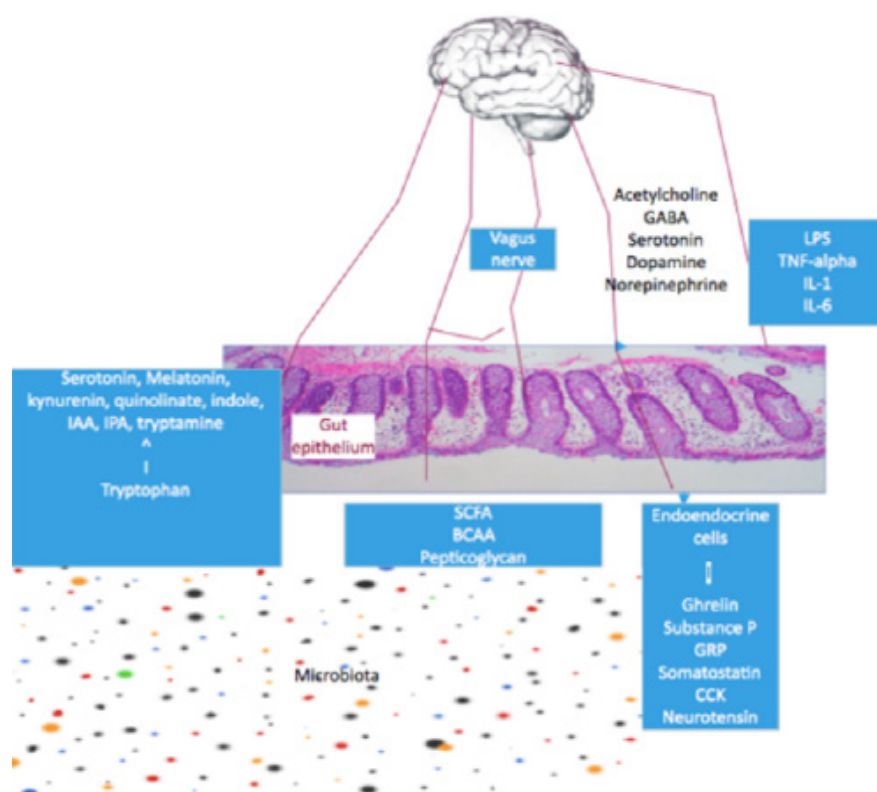 Acetylcholine
GABA
Serotonin
Dopamine
Norepinephrine
Vagus
nerve
LPS
TNF-alpha
IL-1
IL-6
Serotonin, Melatonin,
kynurenin, quinolinate, indole,
IAA, IPA, tryptamine
^
|
Tryptophan
Gut
epithelium
SCFA
BCAA
Pepticoglycan
Endoendocrine
cells
Ghrelin
Substance P
GRP
Somatostatin
CCK
Neurotensin
Microbiota